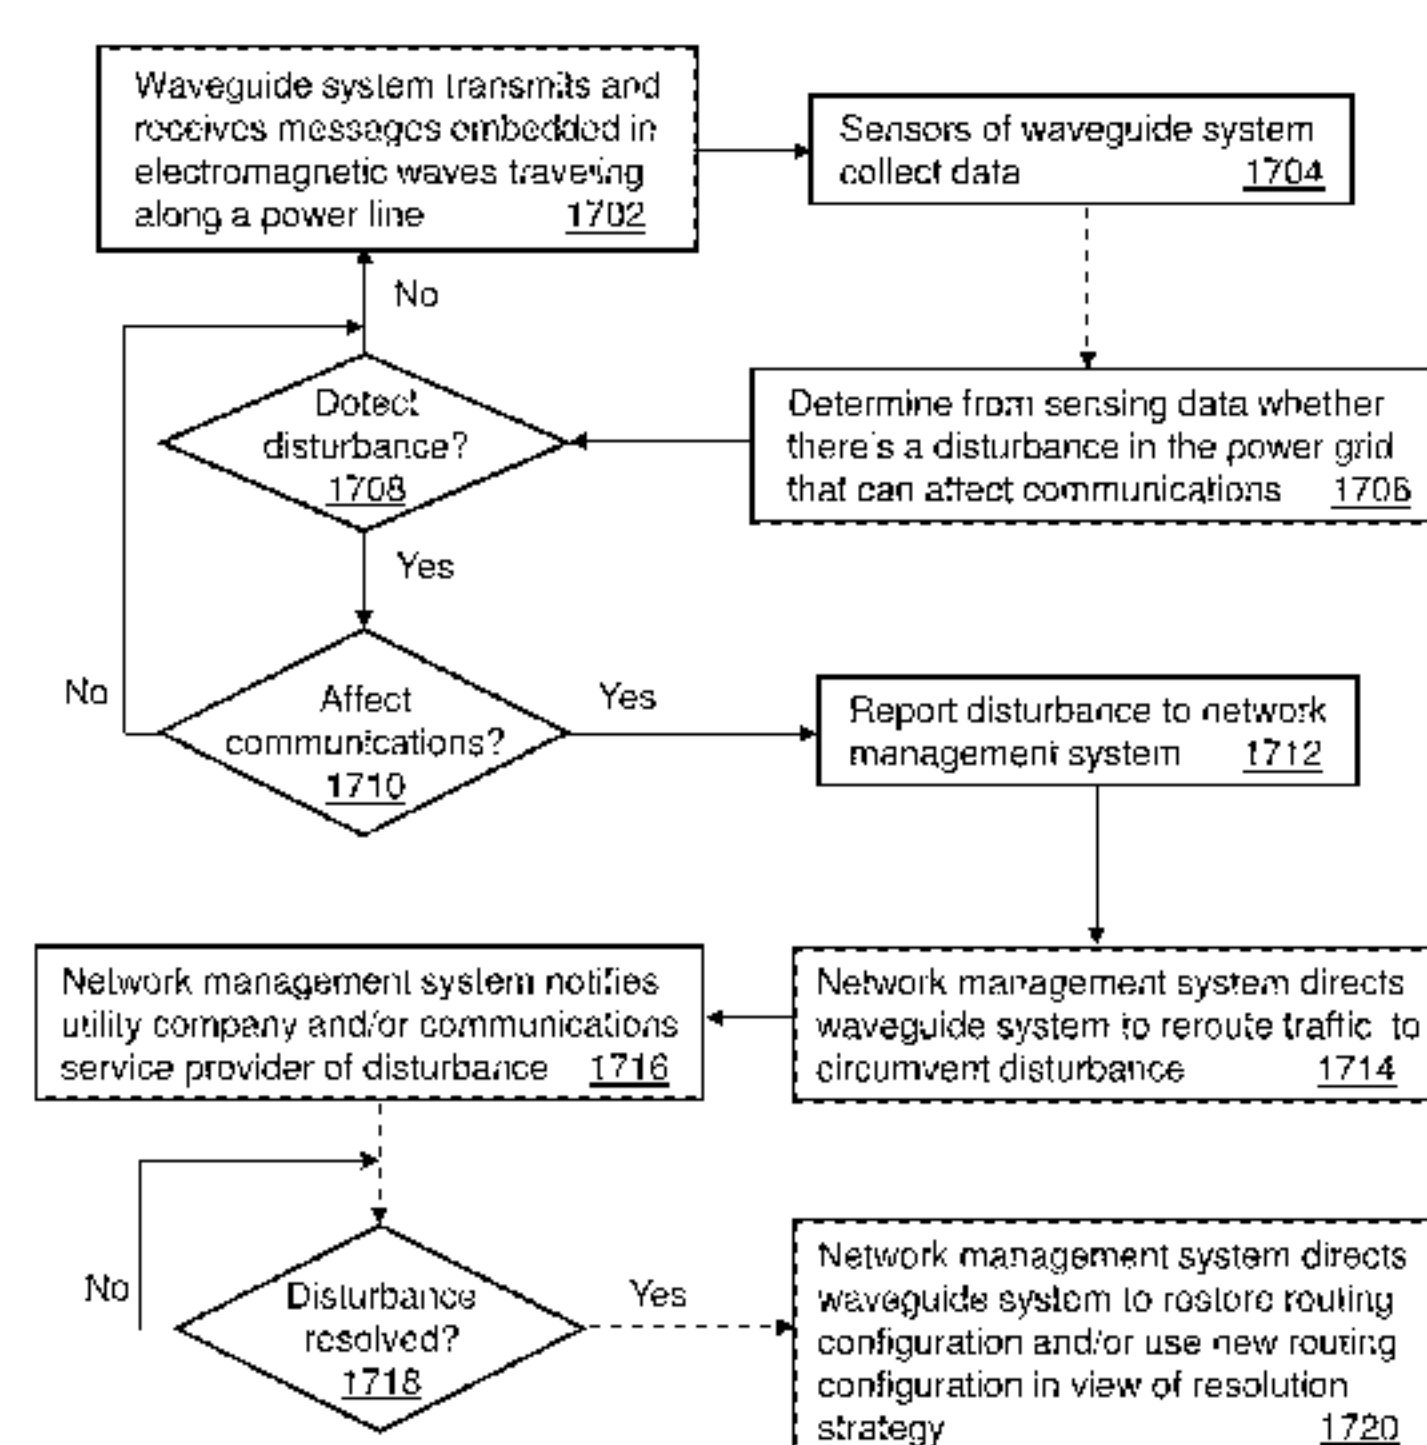 Waveguide system transmits and
receives messages embedded in
electromagnetic waves traveling
along a power line 1702
Sensors of waveguide system
collect data 1704
No
Detect
disturbance?
1708
Determine from sensing data whether
there's a disturbance in the power grid
that can affect communications 1706
Yes
No
Affect
communications?
1710
Yes
Report disturbance to network
management system 1712
Network management system notifies
utility company and/or communications
service provider of disturbance 1716
Network management system directs
waveguide system to reroute traffic to
circumvent disturbance 1714
No
Disturbance
resolved?
1718
Yes
Network management system directs
waveguide system to restore routing
configuration and/or use new routing
configuration in view of resolution
strategy 1720